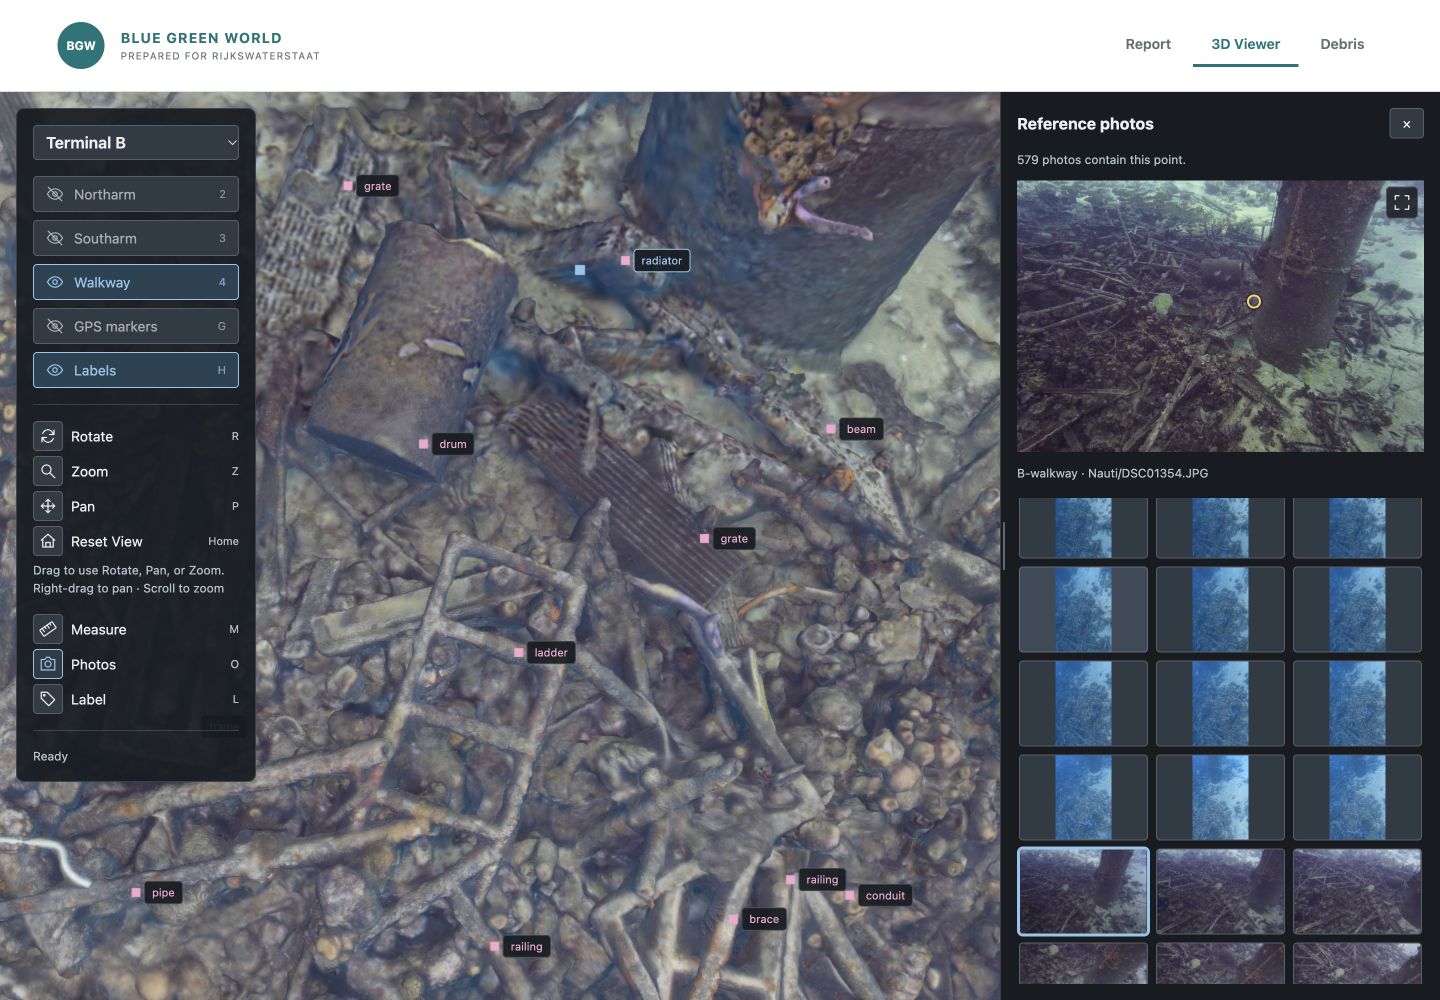 BGW
BLUE GREEN WORLD
PREPARED FOR RIJKSWATERSTAAT
Report
3D Viewer
Debris
Terminal B
Northarm 2
Southarm 3
Walkway 4
GPS markers G
Labels H
Rotate R
Zoom Z
Pan P
Reset View Home
Drag to use Rotate, Pan, or Zoom.
Right-drag to pan · Scroll to zoom
Measure M
Photos O
Label L
frame
Ready
grate
radiator
drum
beam
grate
ladder
pipe
railing
conduit
brace
railing
Reference photos
×
579 photos contain this point.
B-walkway · Nauti/DSC01354.JPG